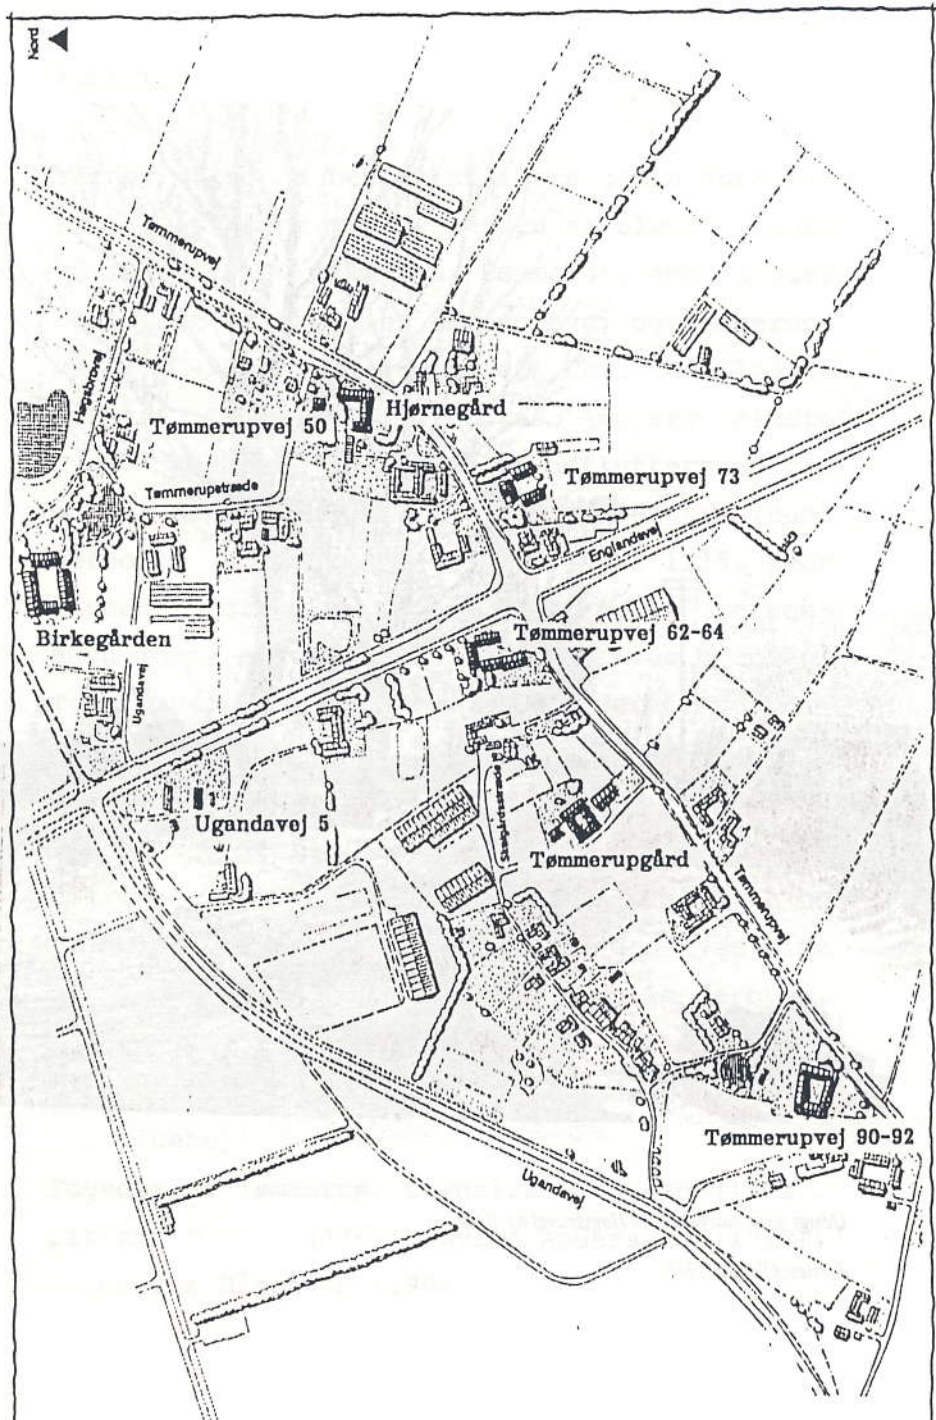 Nord
Tømmerupvej
Hjørnegård
Tømmerupvej 50
Tømmerupvej 73
Tømmerupstræde
Englandsvej
Tømmerupvej 62-64
Birkegården
Ugandavej
Ugandavej 5
Tømmerupgård
Tømmerupvej
Tømmerupvej 90-92
Ugandavej